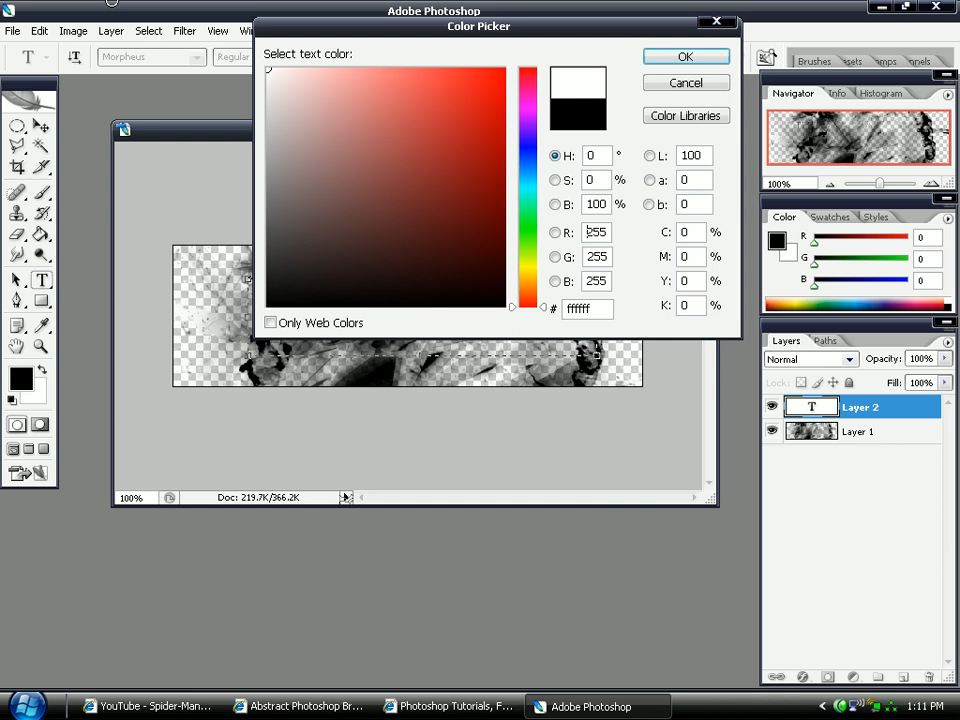 Adobe Photoshop
Color Picker
File Edit Image Layer Select Filter View
Select text color:
OK
Cancel
Color Libraries
Morpheus
Regular
Brushes
Navigator Info Histogram
100%
H: 0 ° L: 100
S: 0 % a: 0
B: 100 % b: 0
R: 255 C: 0 %
G: 255 M: 0 %
B: 255 Y: 0 %
# ffffff K: 0 %
Only Web Colors
Color Swatches Styles
R 0
G 0
B 0
Layers Paths
Normal Opacity: 100%
Lock: Fill: 100%
T Layer 2
Layer 1
100% Doc: 219.7K/366.2K
YouTube - Spider-Man... Abstract Photoshop Br... Photoshop Tutorials, F... Adobe Photoshop 1:11 PM